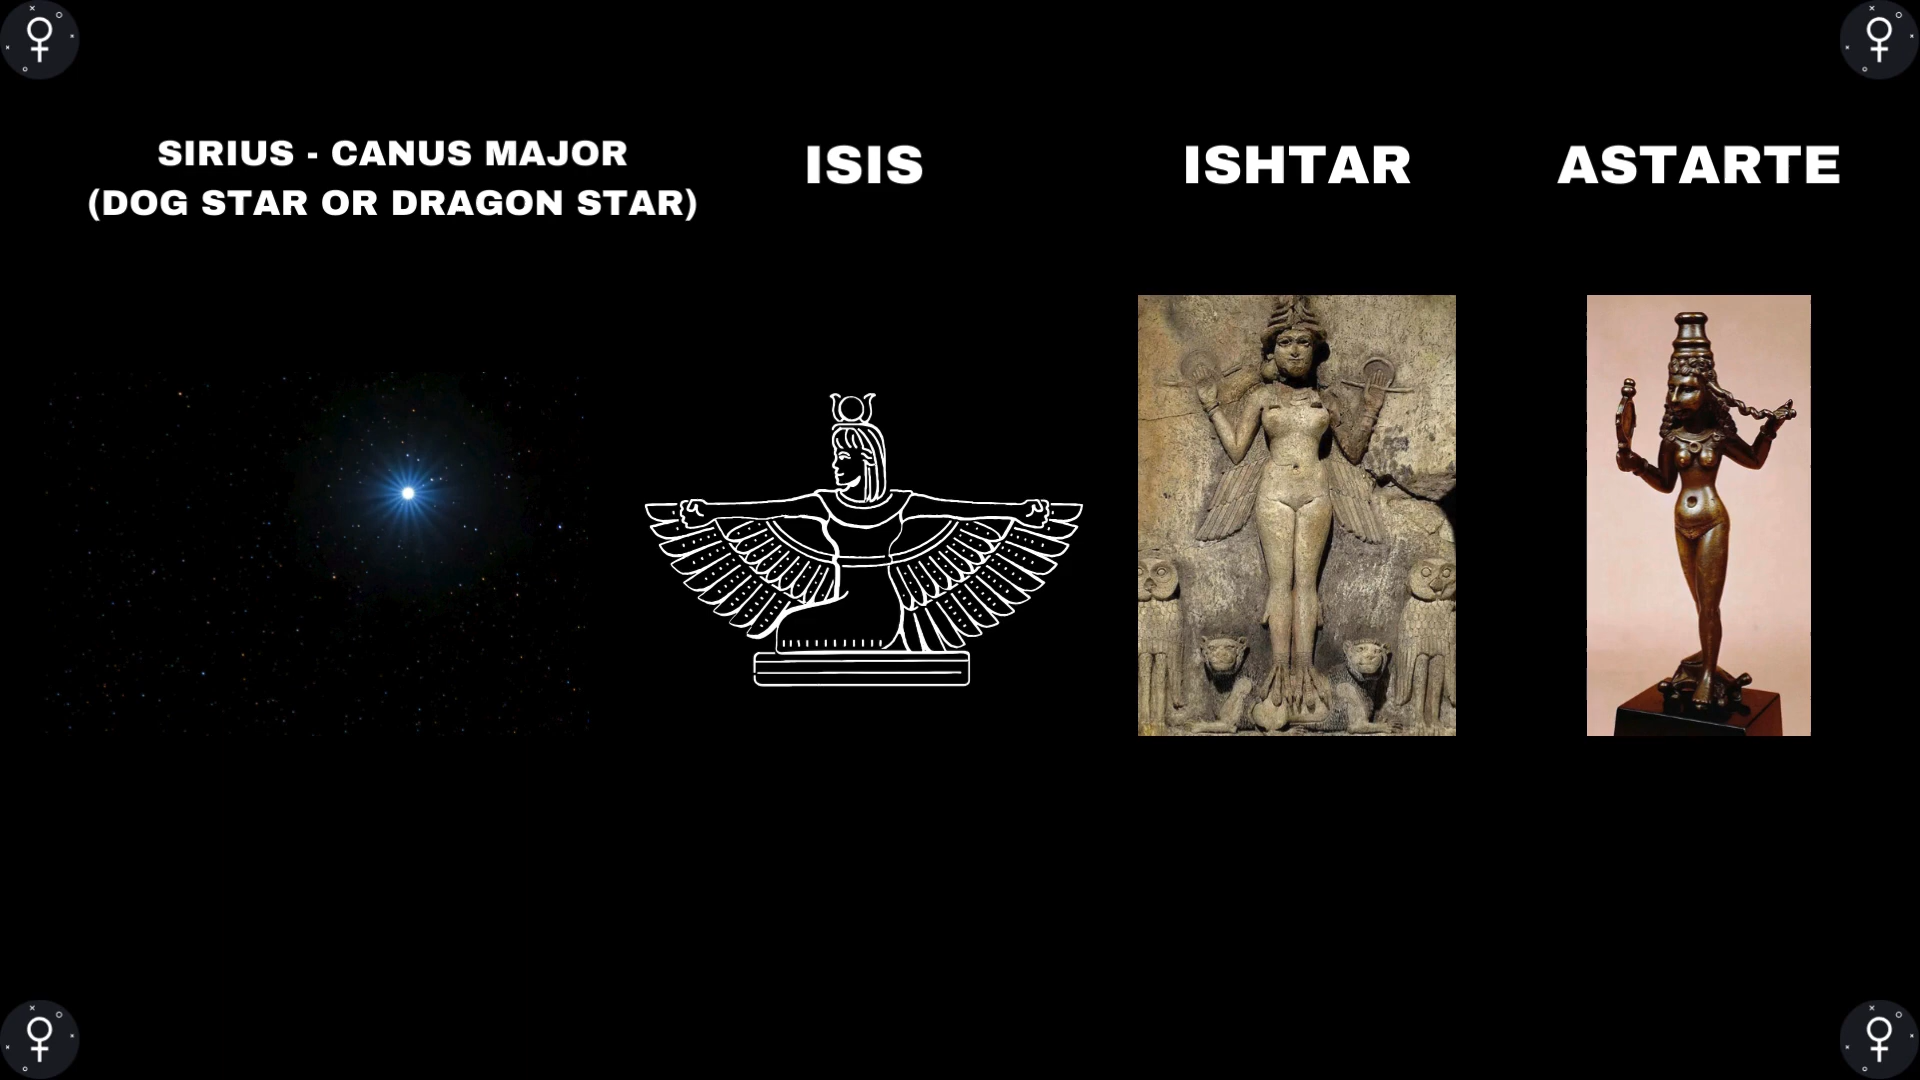 SIRIUS - CANUS MAJOR
(DOG STAR OR DRAGON STAR)
ISIS
ISHTAR
ASTARTE